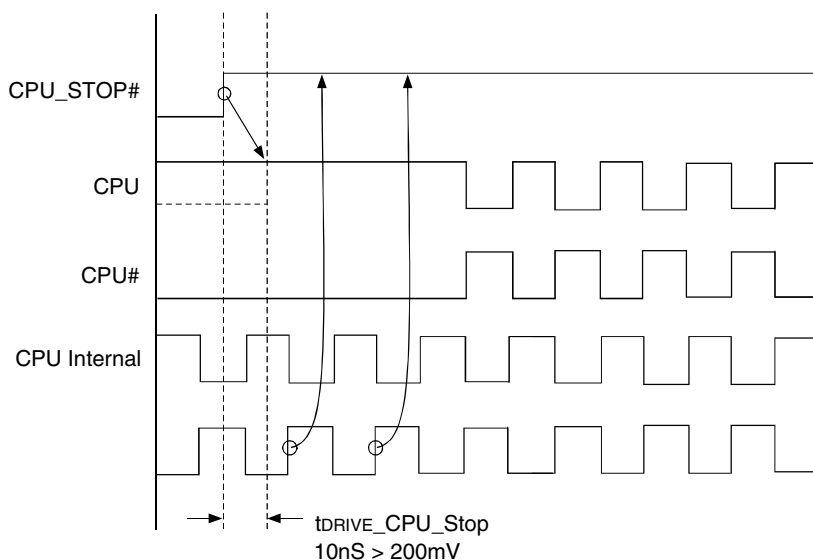 CPU_STOP#
CPU
CPU#
CPU Internal
tDRIVE_CPU_Stop
10nS > 200mV